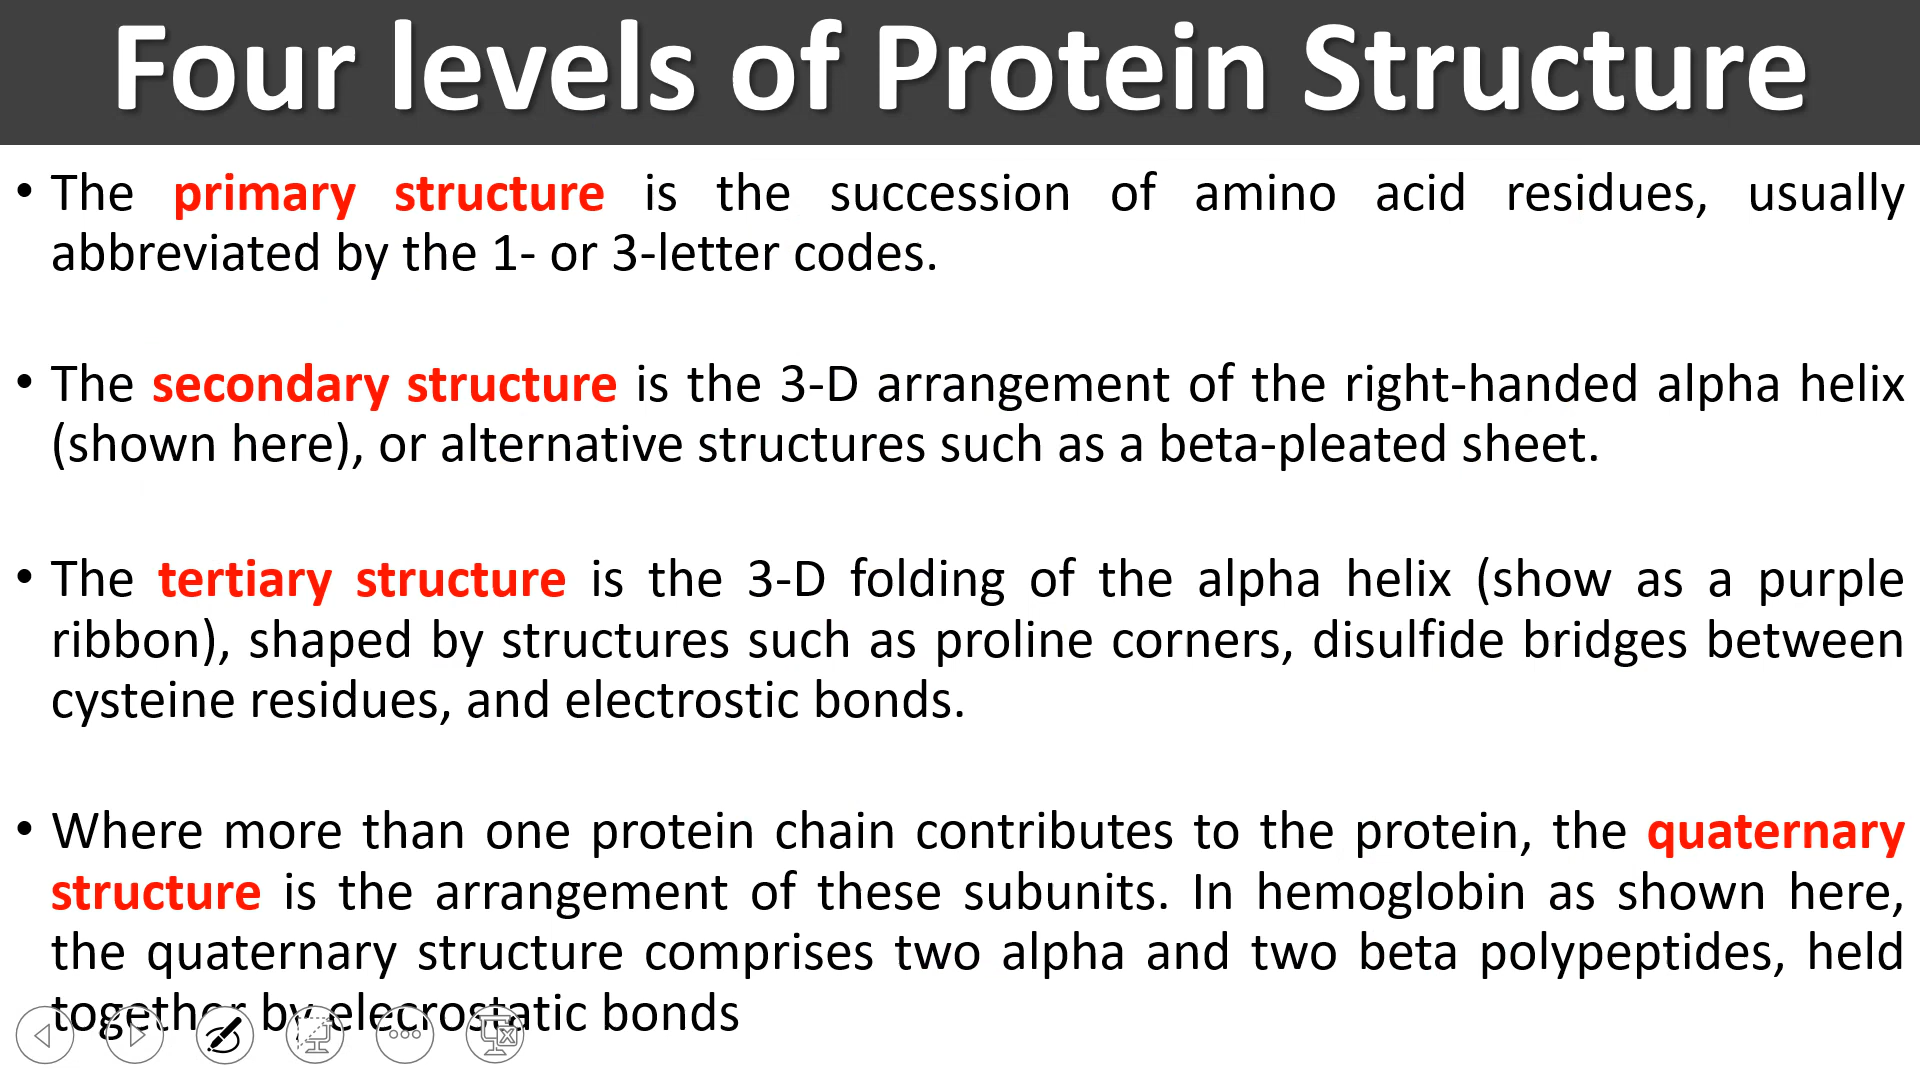 Four levels of Protein Structure
• The primary structure is the succession of amino acid residues, usually
abbreviated by the 1- or 3-letter codes.
• The secondary structure is the 3-D arrangement of the right-handed alpha helix
(shown here), or alternative structures such as a beta-pleated sheet.
• The tertiary structure is the 3-D folding of the alpha helix (show as a purple
ribbon), shaped by structures such as proline corners, disulfide bridges between
cysteine residues, and electrostic bonds.
• Where more than one protein chain contributes to the protein, the quaternary
structure is the arrangement of these subunits. In hemoglobin as shown here,
the quaternary structure comprises two alpha and two beta polypeptides, held
together by elecrostatic bonds